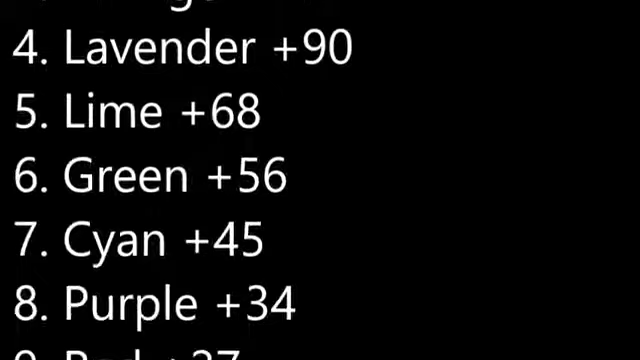 4. Lavender +90
5. Lime +68
6. Green +56
7. Cyan +45
8. Purple +34